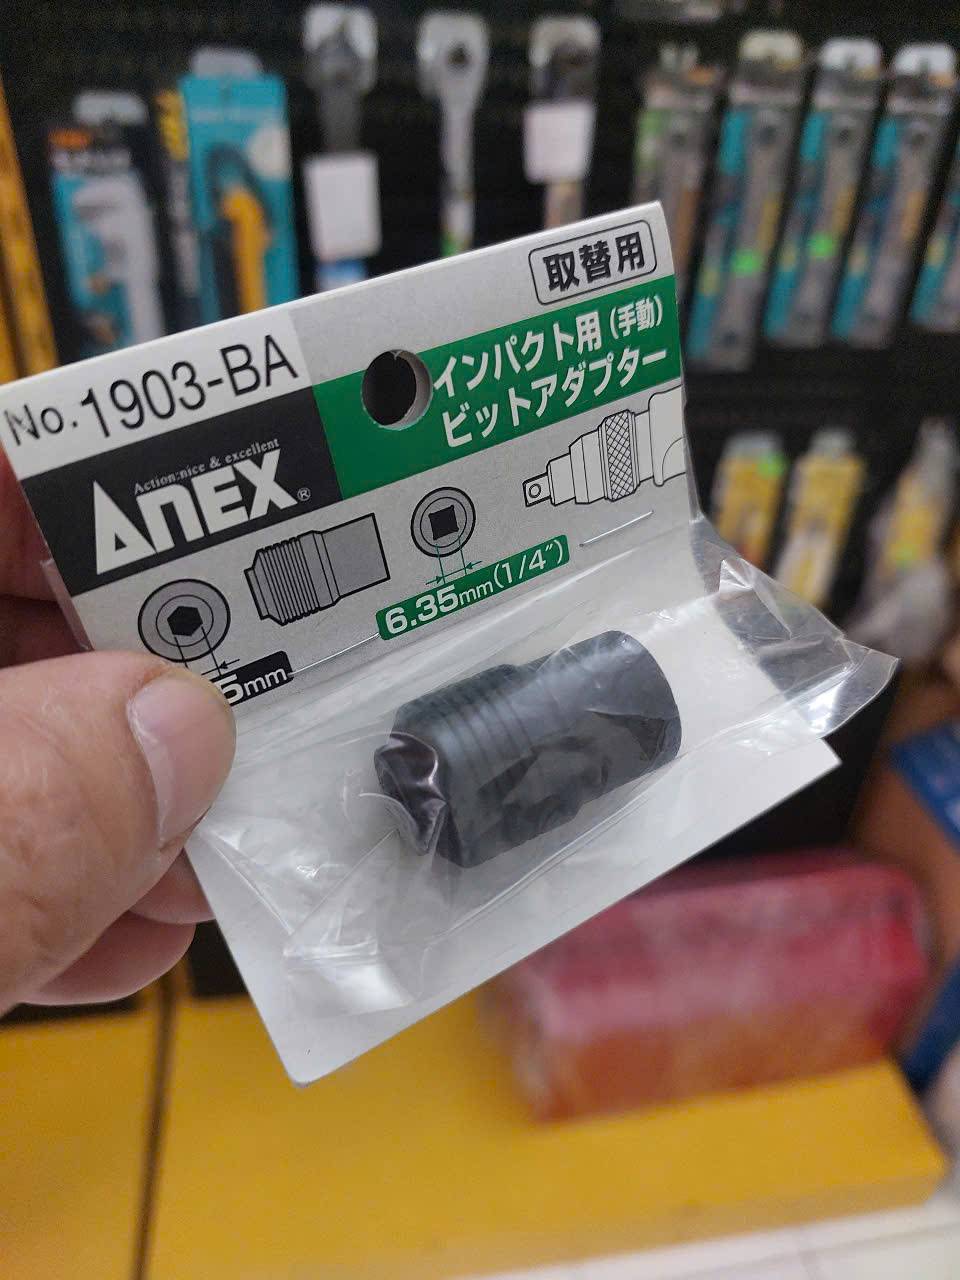 取替用
No. 1903-BA
インパクト用(手動)
ビットアダプター
Action:nice & excellent
ANEX®
6.35mm(1/4")
5mm